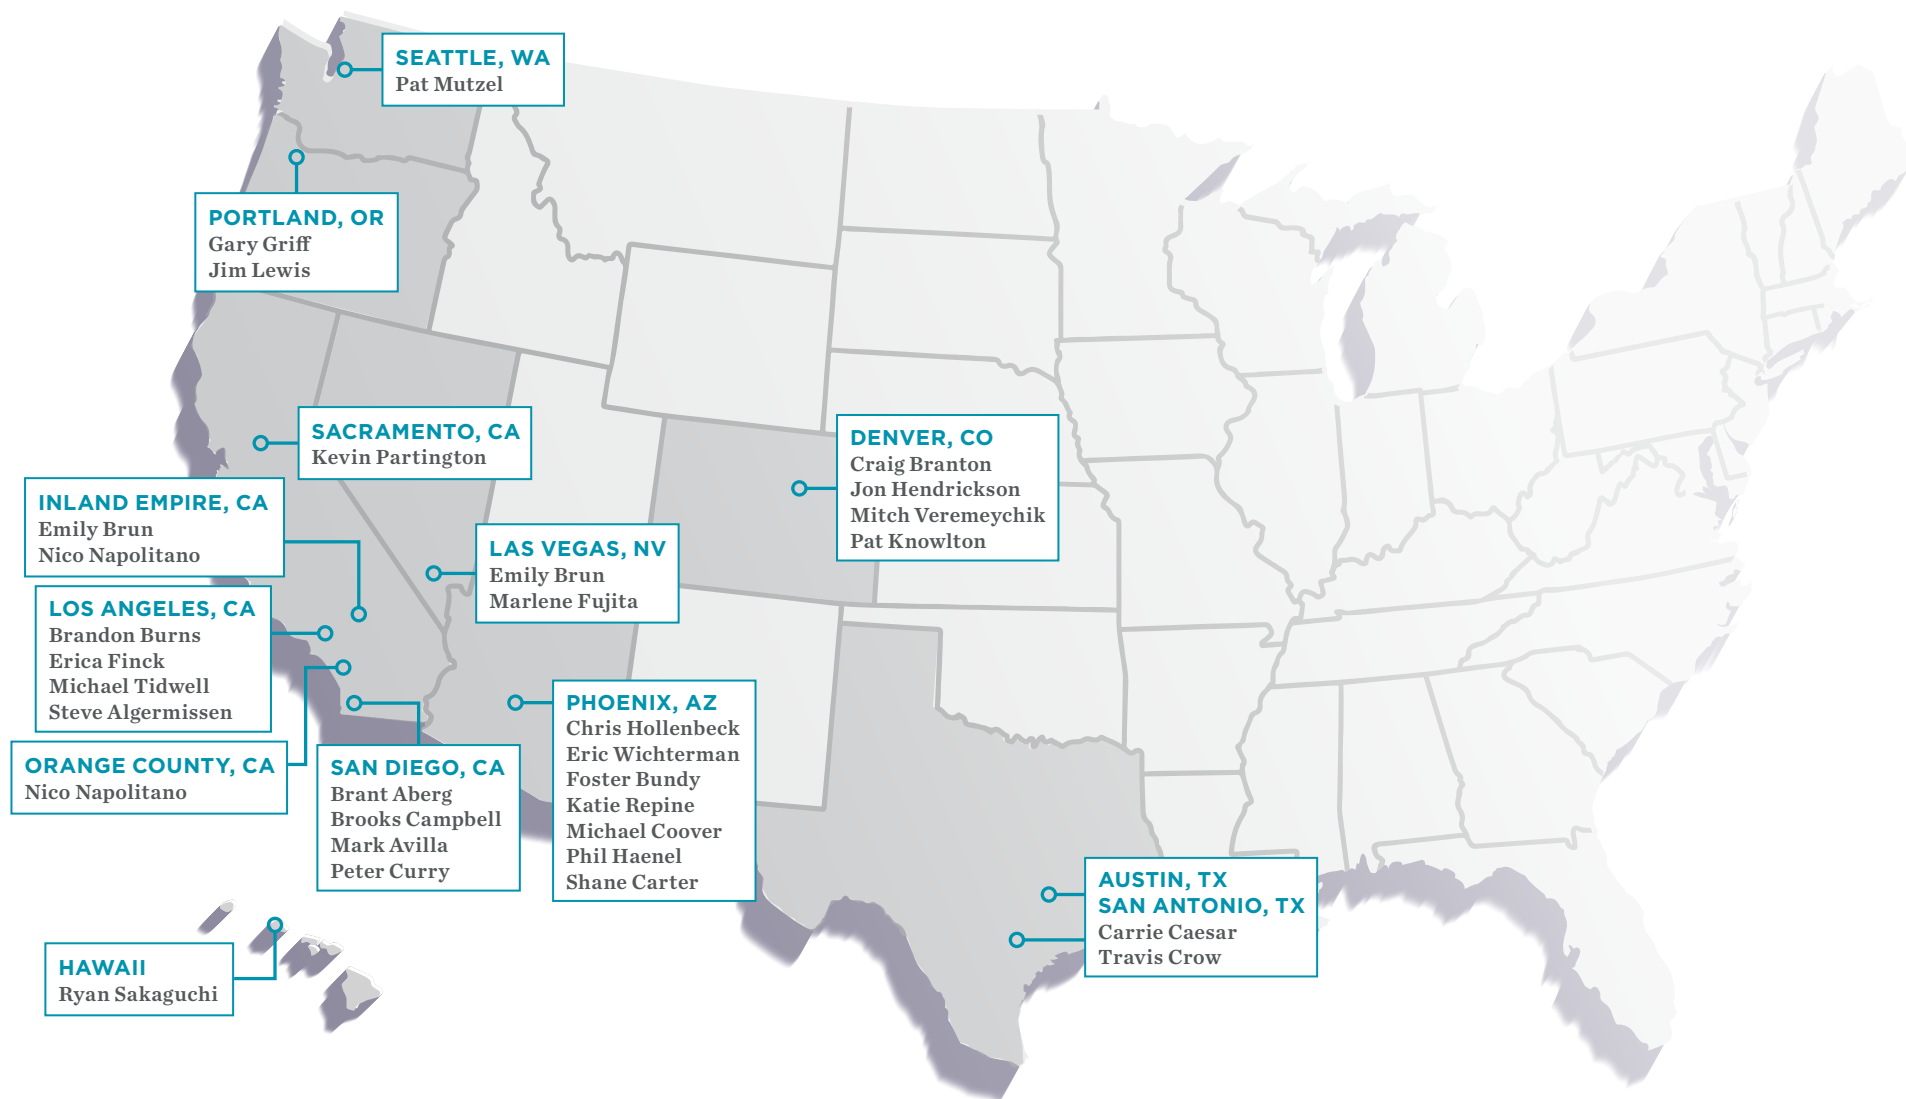 SEATTLE, WA
Pat Mutzel
PORTLAND, OR
Gary Griff
Jim Lewis
SACRAMENTO, CA
Kevin Partington
DENVER, CO
Craig Branton
Jon Hendrickson
Mitch Veremeychik
Pat Knowlton
INLAND EMPIRE, CA
Emily Brun
Nico Napolitano
LAS VEGAS, NV
Emily Brun
Marlene Fujita
LOS ANGELES, CA
Brandon Burns
Erica Finck
Michael Tidwell
Steve Algermissen
PHOENIX, AZ
Chris Hollenbeck
Eric Wichterman
Foster Bundy
Katie Repine
Michael Coover
Phil Haenel
Shane Carter
ORANGE COUNTY, CA
Nico Napolitano
SAN DIEGO, CA
Brant Aberg
Brooks Campbell
Mark Avilla
Peter Curry
AUSTIN, TX
SAN ANTONIO, TX
Carrie Caesar
Travis Crow
HAWAII
Ryan Sakaguchi